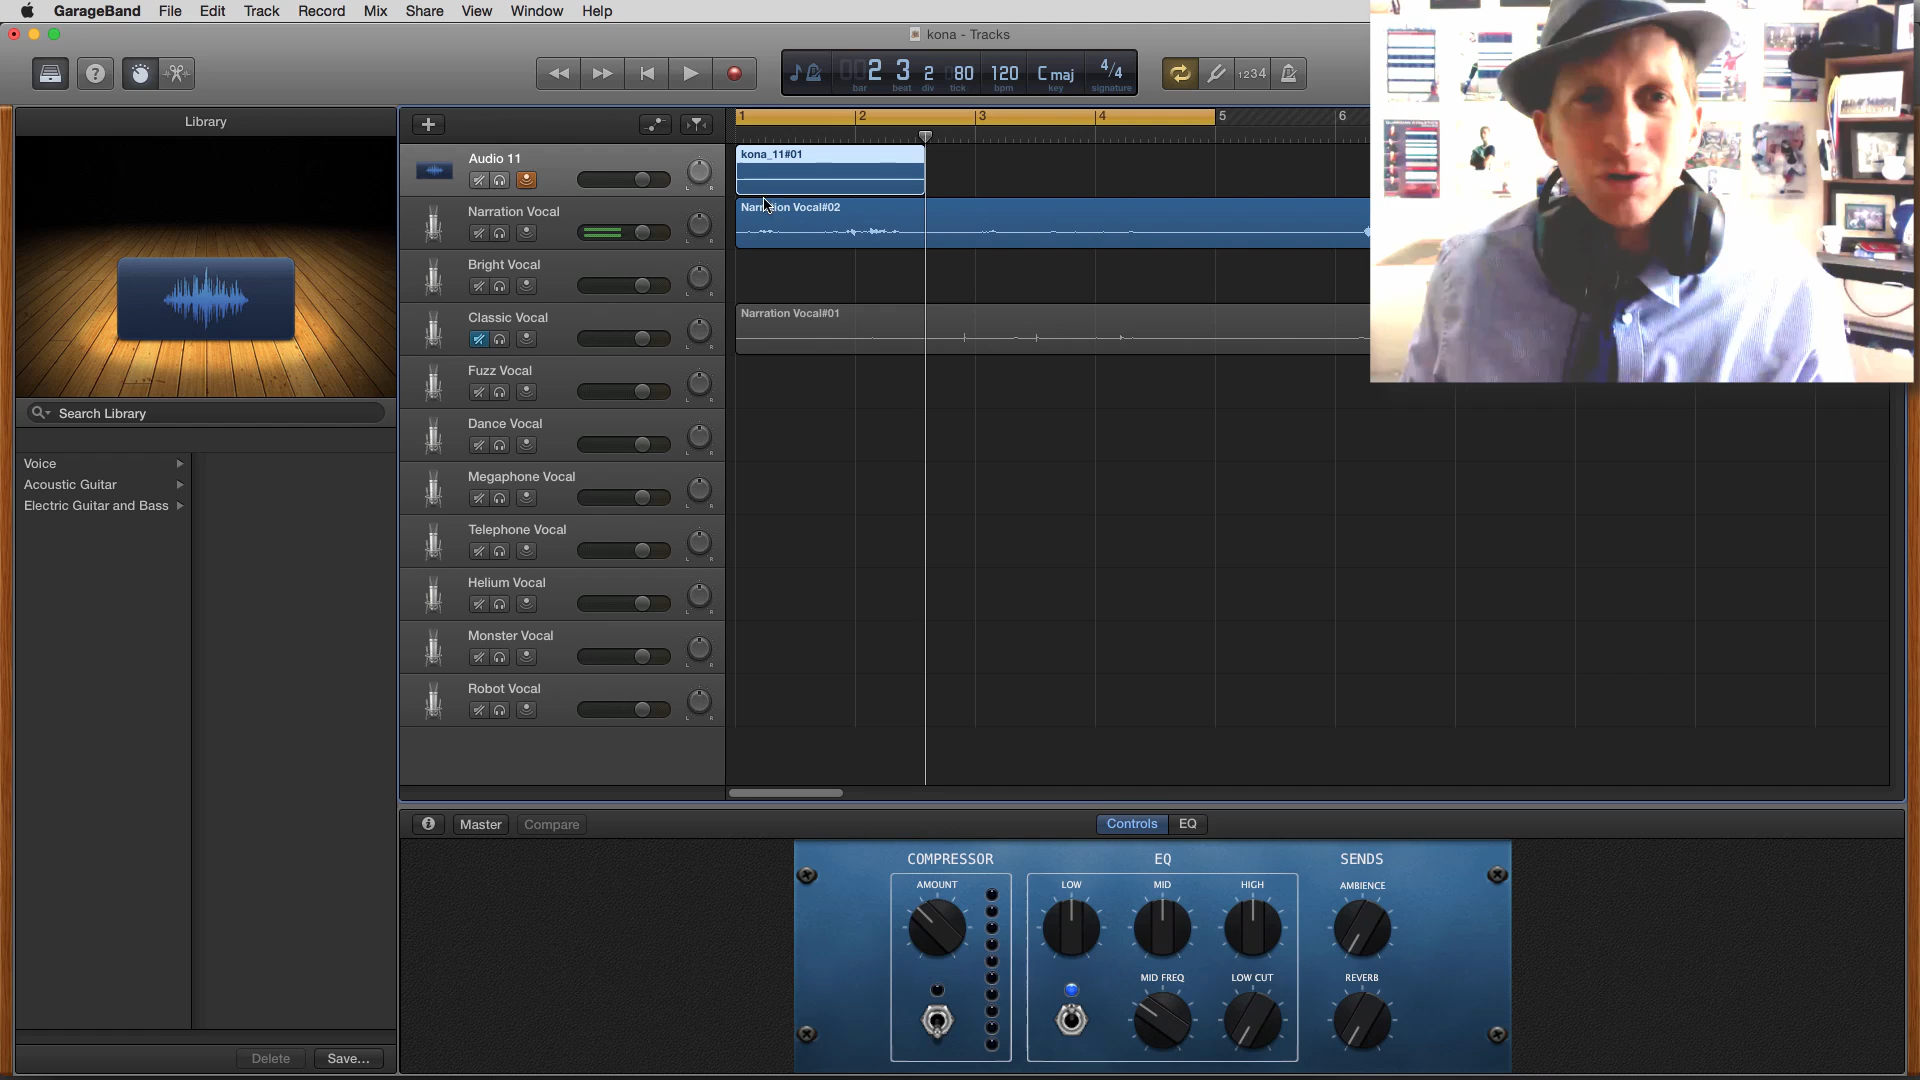 GarageBand File Edit Track Record Mix Share View Window Help
kona - Tracks
2 3 2 80 120 C maj 4/4
bar beat div tick bpm key signature
1234
Library
1 2 3 4 5 6
Audio 11
kona_11#01
L R
Narration Vocal
Narration Vocal#02
L R
Bright Vocal
L R
Classic Vocal
Narration Vocal#01
L R
Fuzz Vocal
L R
Search Library
Dance Vocal
L R
Voice
Acoustic Guitar
Electric Guitar and Bass
Megaphone Vocal
L R
Telephone Vocal
L R
Helium Vocal
L R
Monster Vocal
L R
Robot Vocal
L R
Master Compare
Controls EQ
COMPRESSOR EQ SENDS
AMOUNT LOW MID HIGH AMBIENCE
MID FREQ LOW CUT REVERB
Delete Save...